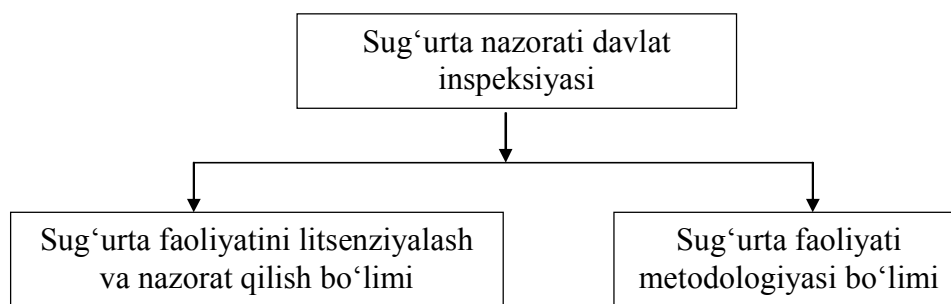 Sug‘urta nazorati davlat
inspeksiyasi
Sug‘urta faoliyatini litsenziyalash
va nazorat qilish bo‘limi
Sug‘urta faoliyati
metodologiyasi bo‘limi